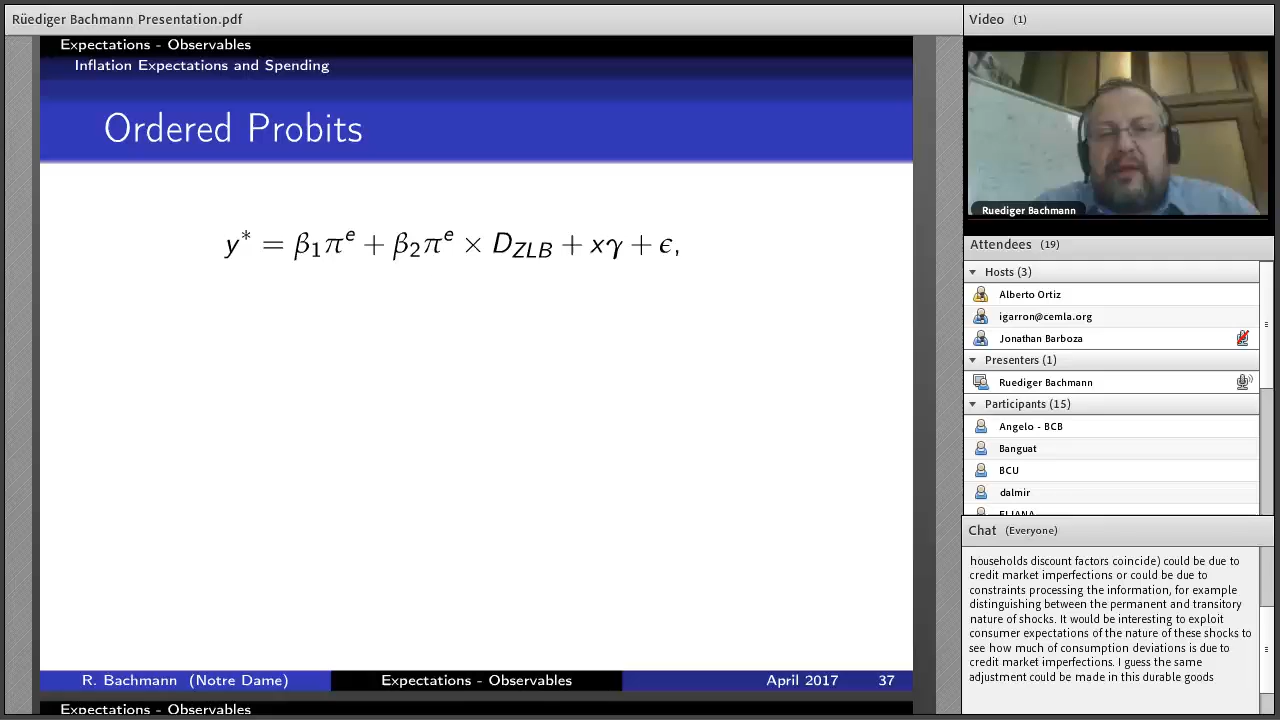 Rüediger Bachmann Presentation.pdf
Expectations - Observables
Inflation Expectations and Spending
Ordered Probits
y* = β₁πᵉ + β₂πᵉ × D_ZLB + xγ + ϵ,
R. Bachmann (Notre Dame)
Expectations - Observables
April 2017
37
Expectations - Observables
Video (1)
Ruediger Bachmann
Attendees (19)
Hosts (3)
Alberto Ortiz
igarron@cemla.org
Jonathan Barboza
Presenters (1)
Ruediger Bachmann
Participants (15)
Angelo - BCB
Banguat
BCU
dalmir
ELIANA
Chat (Everyone)
households discount factors coincide) could be due to
credit market imperfections or could be due to
constraints processing the information, for example
distinguishing between the permanent and transitory
nature of shocks. It would be interesting to exploit
consumer expectations of the nature of these shocks to
see how much of consumption deviations is due to
credit market imperfections. I guess the same
adjustment could be made in this durable goods